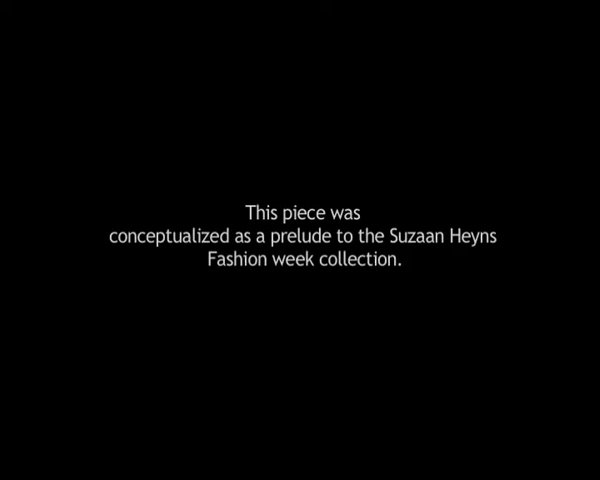 This piece was
conceptualized as a prelude to the Suzaan Heyns
Fashion week collection.